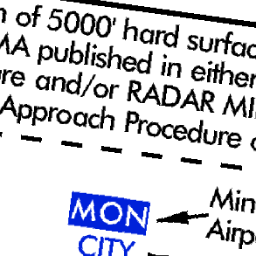 of 5000' hard surfac
MA published in either
re and/or RADAR MI
Approach Procedure
MON
CITY
Min
Airp